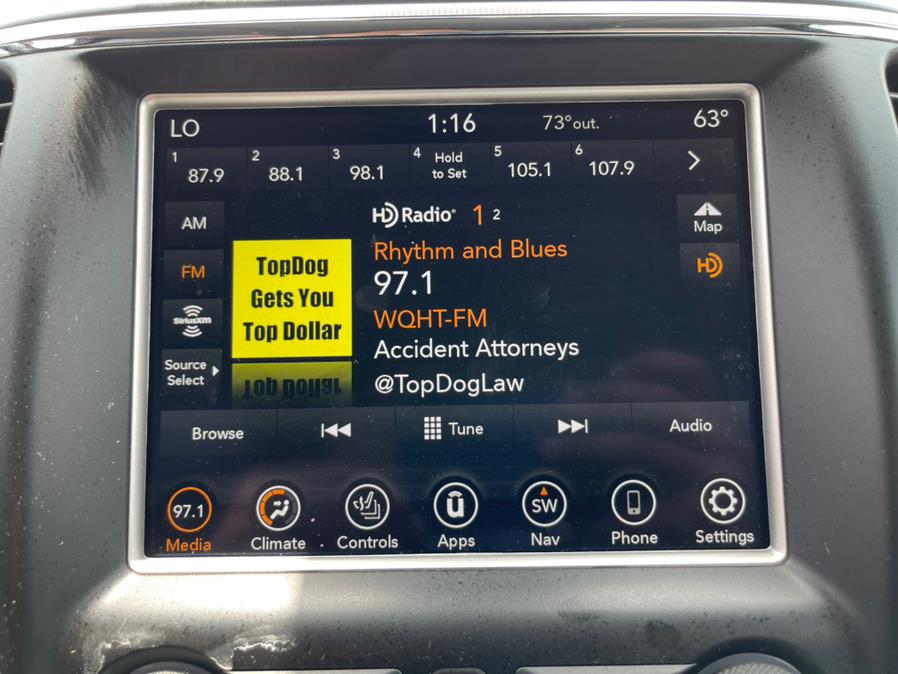 LO 1:16 73° out. 63°
1 87.9 2 88.1 3 98.1 4 Hold to Set 5 105.1 6 107.9
HD Radio® 1 2
AM
Map
TopDog
Gets You
Top Dollar
Rhythm and Blues
FM
HD
97.1
SiriusXM
WQHT-FM
Accident Attorneys
Source
Select
@TopDogLaw
Browse Tune Audio
97.1 SW
Media Climate Controls Apps Nav Phone Settings